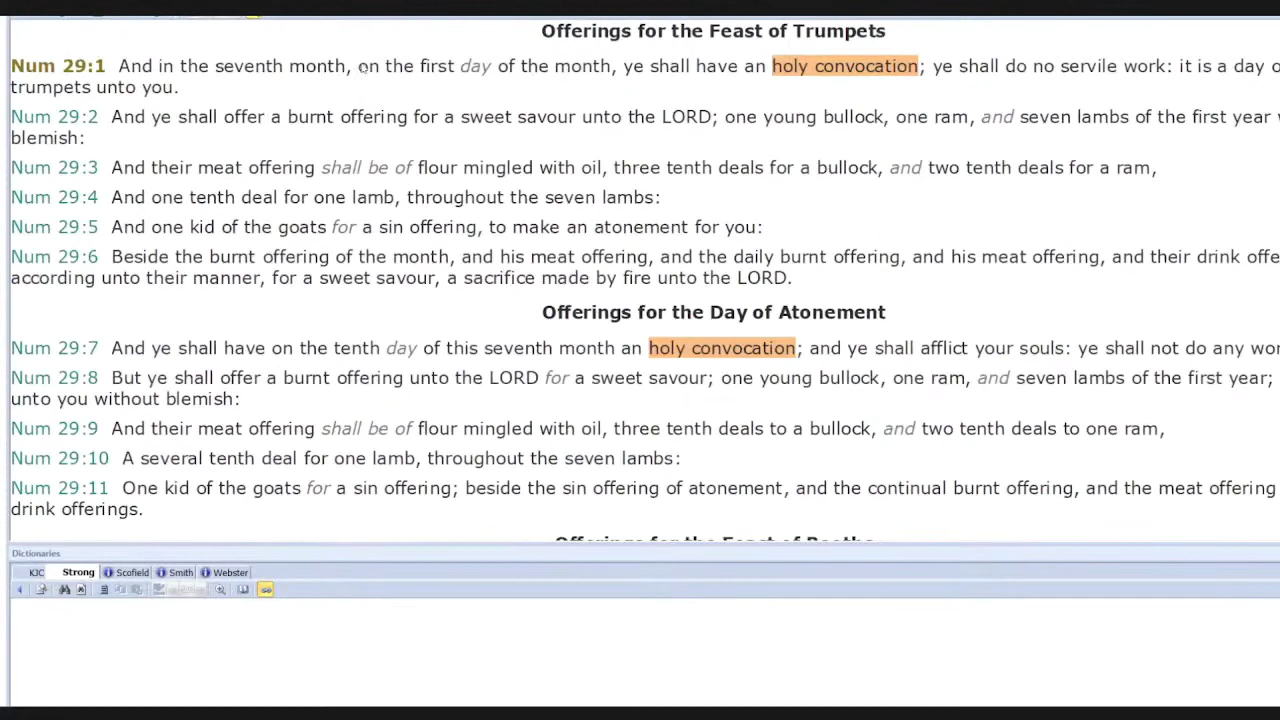 Offerings for the Feast of Trumpets
Num 29:1 And in the seventh month, on the first day of the month, ye shall have an holy convocation; ye shall do no servile work: it is a day
trumpets unto you.
Num 29:2 And ye shall offer a burnt offering for a sweet savour unto the LORD; one young bullock, one ram, and seven lambs of the first year
blemish:
Num 29:3 And their meat offering shall be of flour mingled with oil, three tenth deals for a bullock, and two tenth deals for a ram,
Num 29:4 And one tenth deal for one lamb, throughout the seven lambs:
Num 29:5 And one kid of the goats for a sin offering, to make an atonement for you:
Num 29:6 Beside the burnt offering of the month, and his meat offering, and the daily burnt offering, and his meat offering, and their drink offe
according unto their manner, for a sweet savour, a sacrifice made by fire unto the LORD.
Offerings for the Day of Atonement
Num 29:7 And ye shall have on the tenth day of this seventh month an holy convocation; and ye shall afflict your souls: ye shall not do any wor
Num 29:8 But ye shall offer a burnt offering unto the LORD for a sweet savour; one young bullock, one ram, and seven lambs of the first year;
unto you without blemish:
Num 29:9 And their meat offering shall be of flour mingled with oil, three tenth deals to a bullock, and two tenth deals to one ram,
Num 29:10 A several tenth deal for one lamb, throughout the seven lambs:
Num 29:11 One kid of the goats for a sin offering; beside the sin offering of atonement, and the continual burnt offering, and the meat offering
drink offerings.
Offerings for the Feast of Booths
Dictionaries
KJC Strong Scofield Smith Webster